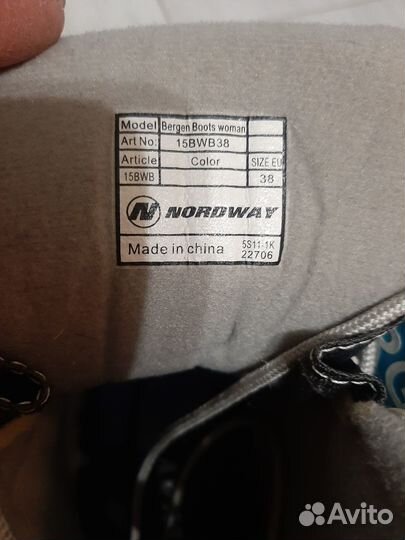 Model Bergen Boots woman
Art No: 15BWB38
Article Color SIZE EU
15BWB 38
N NORDWAY
Made in china 5S11-1K
22706
Avito